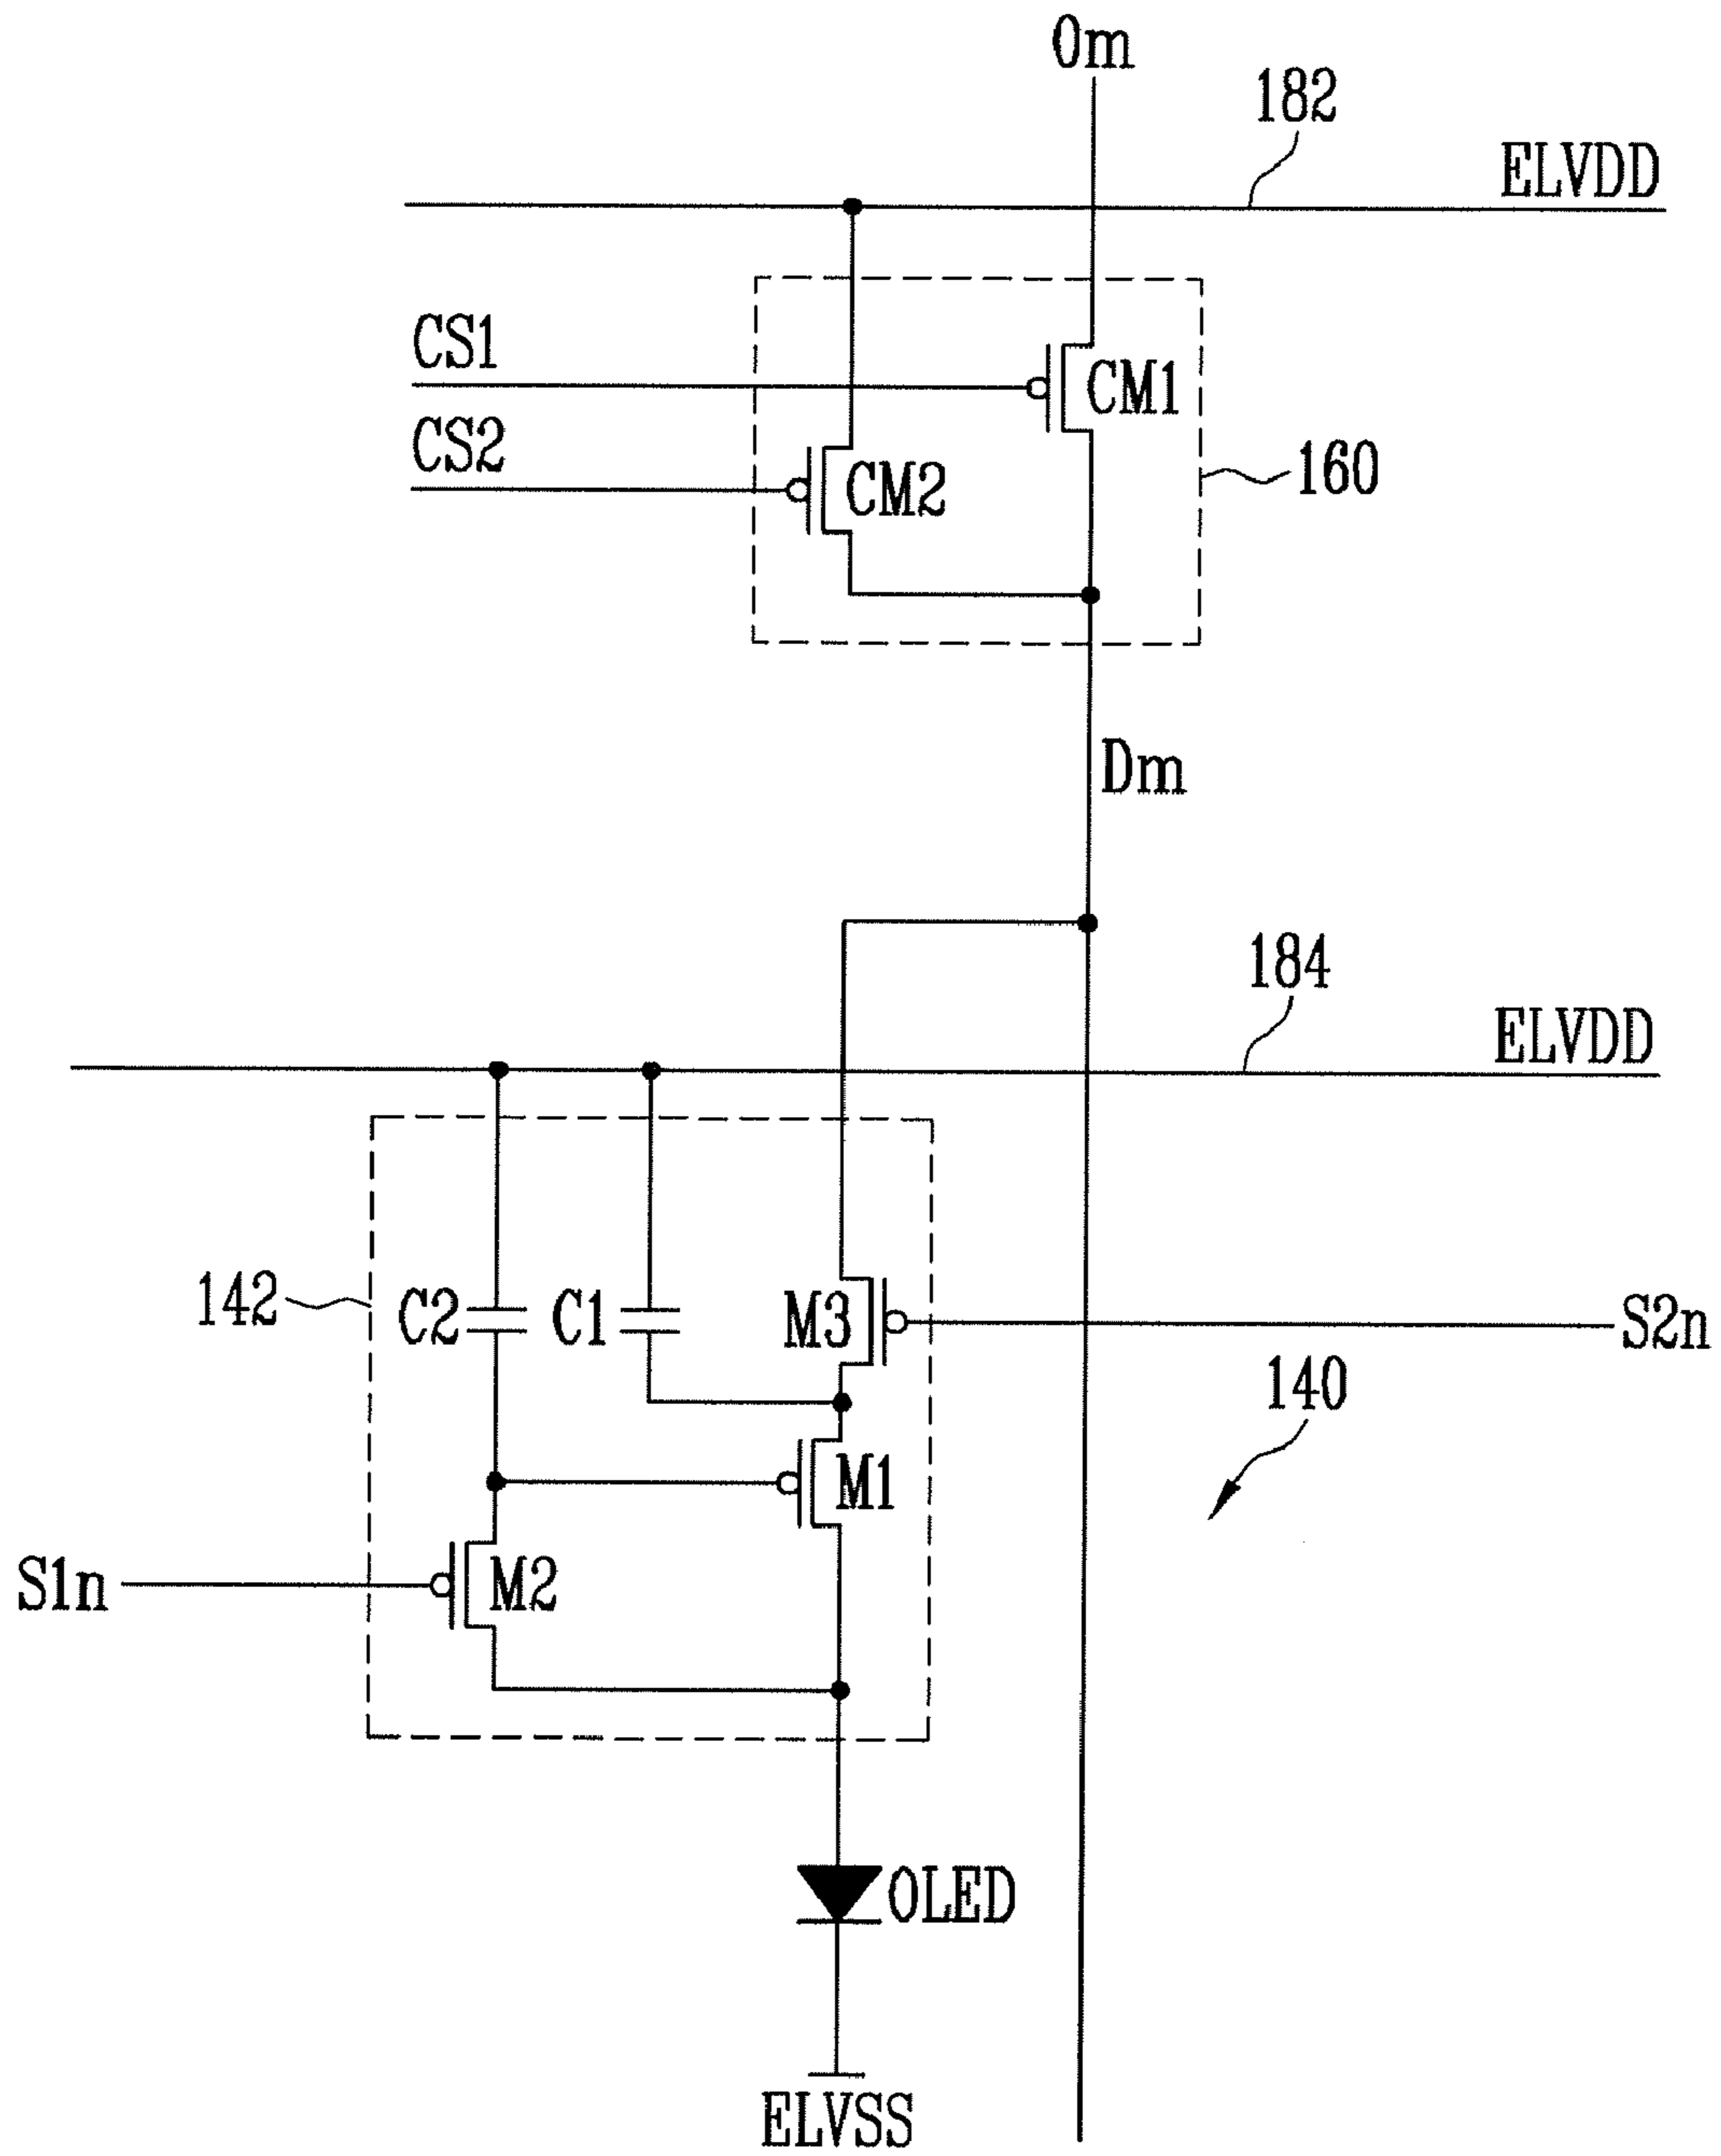 Om
182
ELVDD
CS1
CM1
CS2
CM2
160
Dm
184
ELVDD
142
C2
C1
M3
S2n
140
M1
S1n
M2
OLED
ELVSS